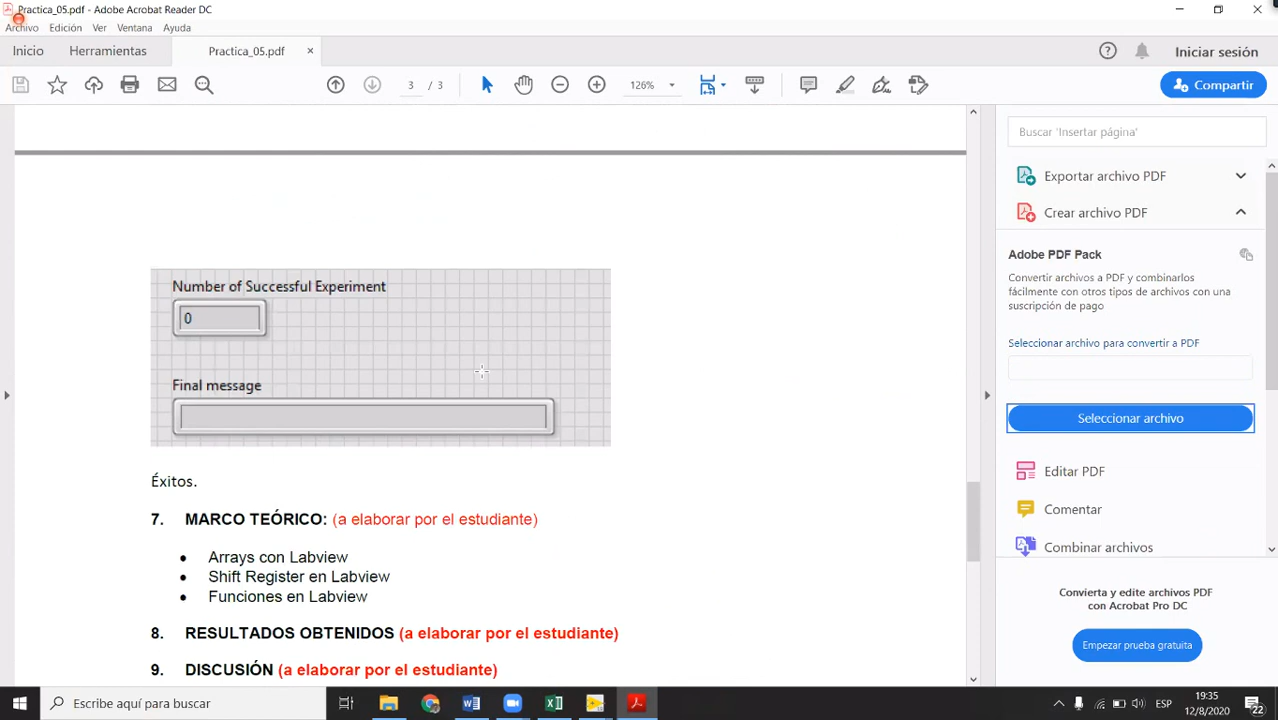 Practica_05.pdf - Adobe Acrobat Reader DC
Archivo Edición Ver Ventana Ayuda
Inicio Herramientas Practica_05.pdf × Iniciar sesión
3 / 3 126% Compartir
Buscar 'Insertar página'
Exportar archivo PDF
Crear archivo PDF
Adobe PDF Pack
Convertir archivos a PDF y combinarlos
fácilmente con otros tipos de archivos con una
suscripción de pago
Seleccionar archivo para convertir a PDF
Seleccionar archivo
Editar PDF
Comentar
Combinar archivos
Convierta y edite archivos PDF
con Acrobat Pro DC
Empezar prueba gratuita
Number of Successful Experiment
0
Final message
Éxitos.
7. MARCO TEÓRICO: (a elaborar por el estudiante)
• Arrays con Labview
• Shift Register en Labview
• Funciones en Labview
8. RESULTADOS OBTENIDOS (a elaborar por el estudiante)
9. DISCUSIÓN (a elaborar por el estudiante)
Escribe aquí para buscar
ESP
19:35
12/8/2020
22